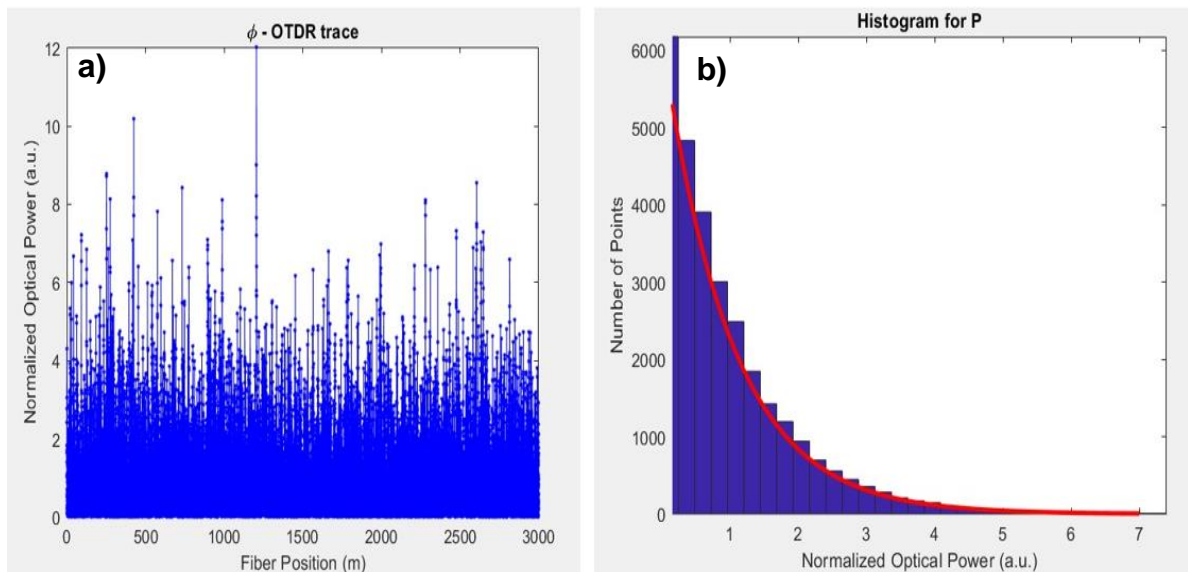 ϕ - OTDR trace
a)
Normalized Optical Power (a.u.)
12
10
8
6
4
2
0
0 500 1000 1500 2000 2500 3000
Fiber Position (m)
Histogram for P
b)
Number of Points
6000
5000
4000
3000
2000
1000
0
1 2 3 4 5 6 7
Normalized Optical Power (a.u.)